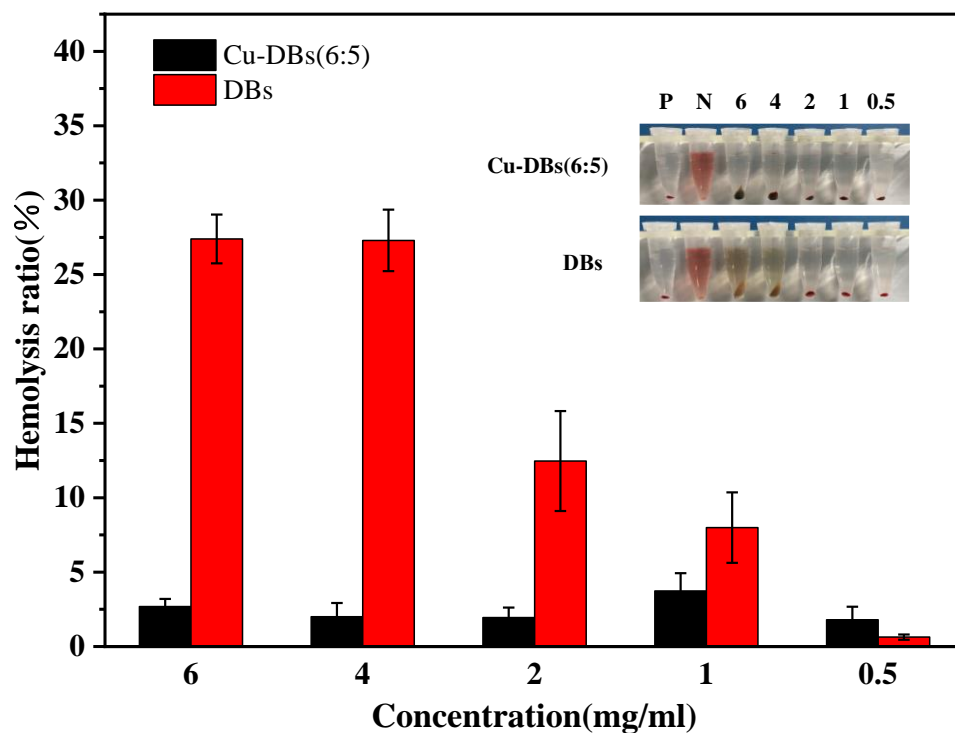 40
35
30
25
20
15
10
5
0
Hemolysis ratio(%)
Cu-DBs(6:5)
DBs
P N 6 4 2 1 0.5
Cu-DBs(6:5)
DBs
6 4 2 1 0.5
Concentration(mg/ml)